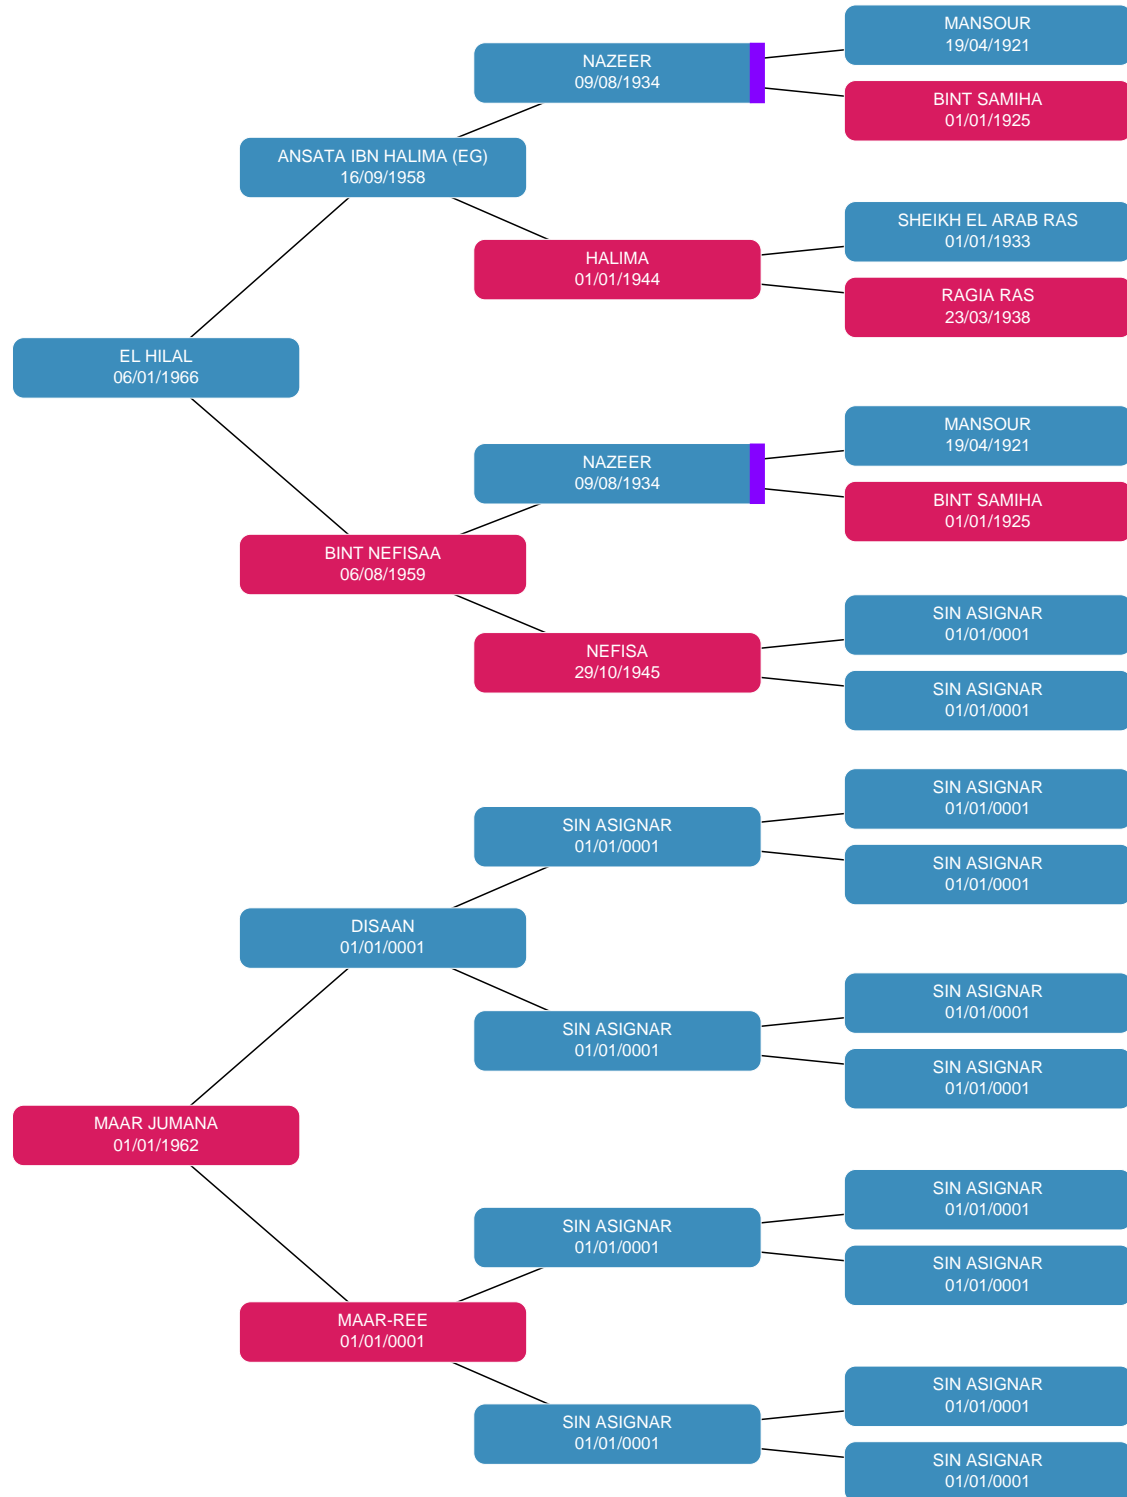 MANSOUR
19/04/1921
NAZEER
09/08/1934
BINT SAMIHA
01/01/1925
ANSATA IBN HALIMA (EG)
16/09/1958
SHEIKH EL ARAB RAS
01/01/1933
HALIMA
01/01/1944
RAGIA RAS
23/03/1938
EL HILAL
06/01/1966
MANSOUR
19/04/1921
NAZEER
09/08/1934
BINT SAMIHA
01/01/1925
BINT NEFISAA
06/08/1959
SIN ASIGNAR
01/01/0001
NEFISA
29/10/1945
SIN ASIGNAR
01/01/0001
SIN ASIGNAR
01/01/0001
SIN ASIGNAR
01/01/0001
SIN ASIGNAR
01/01/0001
DISAAN
01/01/0001
SIN ASIGNAR
01/01/0001
SIN ASIGNAR
01/01/0001
SIN ASIGNAR
01/01/0001
MAAR JUMANA
01/01/1962
SIN ASIGNAR
01/01/0001
SIN ASIGNAR
01/01/0001
SIN ASIGNAR
01/01/0001
MAAR-REE
01/01/0001
SIN ASIGNAR
01/01/0001
SIN ASIGNAR
01/01/0001
SIN ASIGNAR
01/01/0001